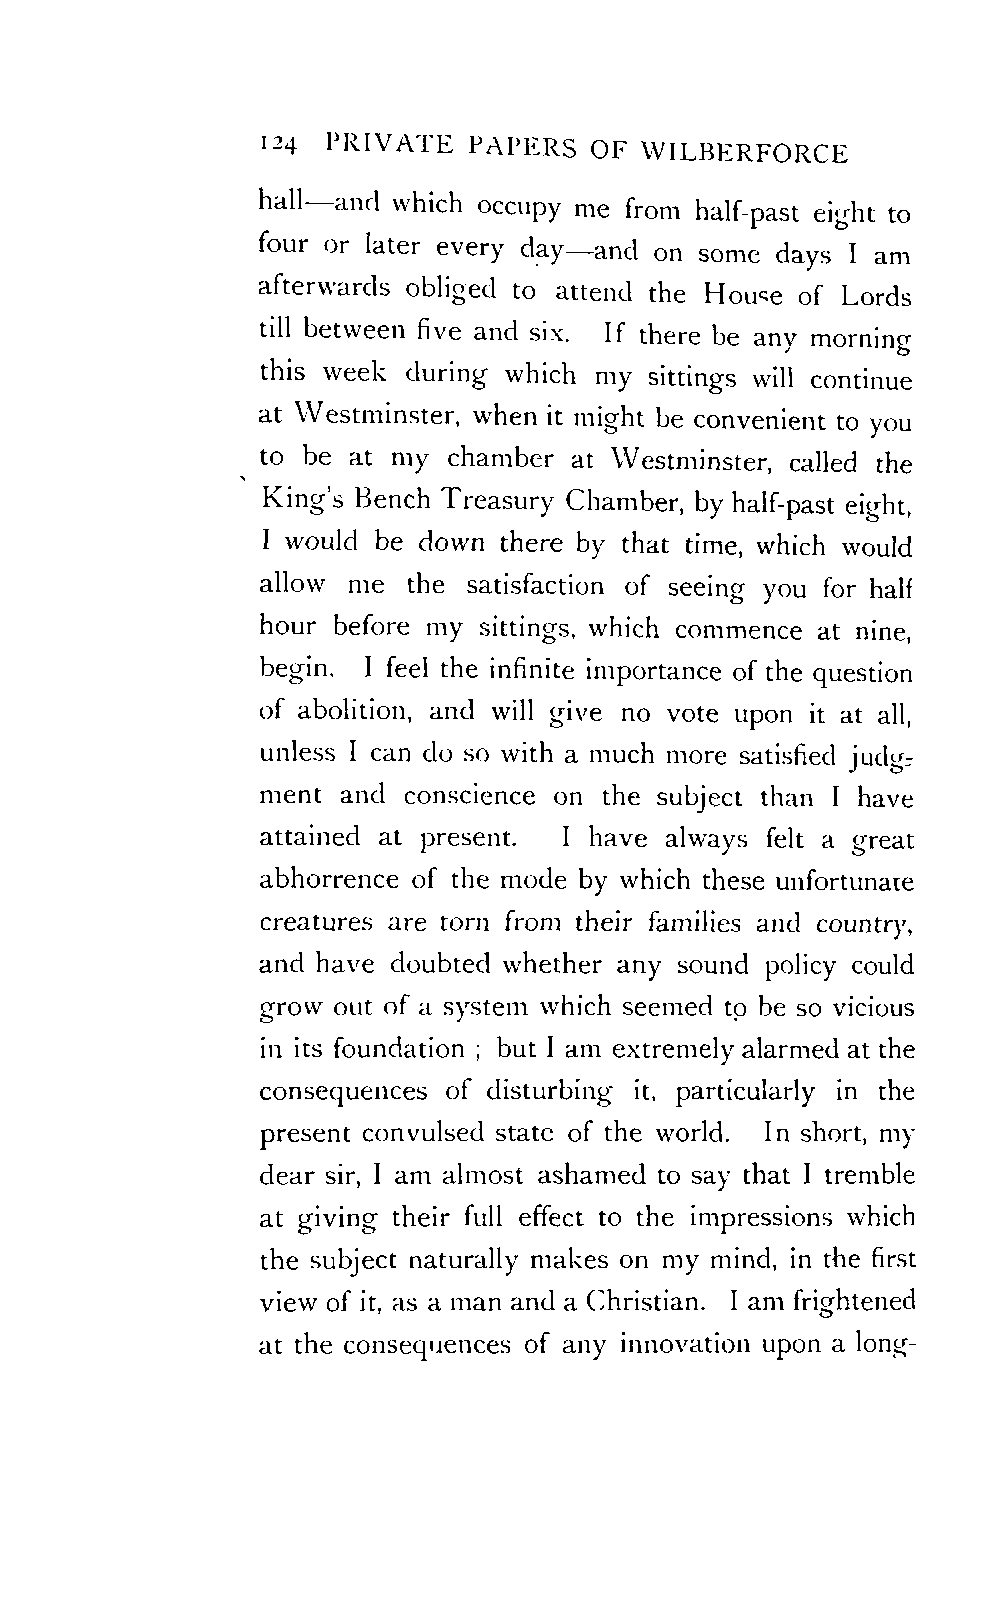 124 PRIVATE PAPERS OF WILBERFORCE
hall—and which occupy me from half-past eight to
four or later every day—and on some days I am
afterwards obliged to attend the House of Lords
till between five and six. If there be any morning
this week during which my sittings will continue
at Westminster, when it might be convenient to you
to be at my chamber at Westminster, called the
King's Bench Treasury Chamber, by half-past eight,
I would be down there by that time, which would
allow me the satisfaction of seeing you for half
hour before my sittings, which commence at nine,
begin. I feel the infinite importance of the question
of abolition, and will give no vote upon it at all,
unless I can do so with a much more satisfied judg-
ment and conscience on the subject than I have
attained at present. I have always felt a great
abhorrence of the mode by which these unfortunate
creatures are torn from their families and country,
and have doubted whether any sound policy could
grow out of a system which seemed to be so vicious
in its foundation ; but I am extremely alarmed at the
consequences of disturbing it, particularly in the
present convulsed state of the world. In short, my
dear sir, I am almost ashamed to say that I tremble
at giving their full effect to the impressions which
the subject naturally makes on my mind, in the first
view of it, as a man and a Christian. I am frightened
at the consequences of any innovation upon a long-